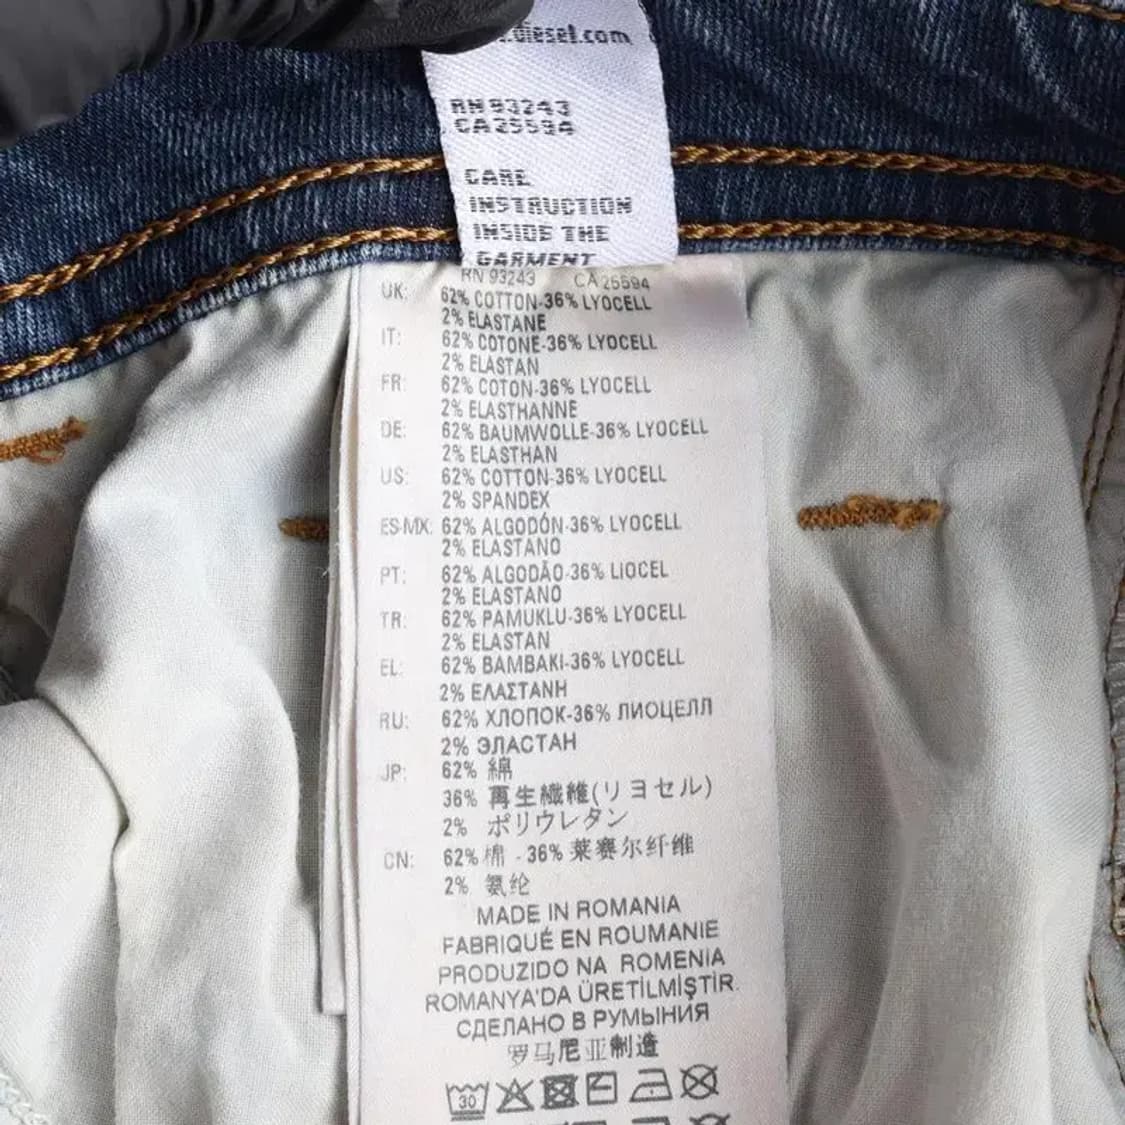 diesel.com
RN 93243
CA 25594
CARE
INSTRUCTION
INSIDE THE
GARMENT
RN 93243 CA 25594
UK: 62% COTTON-36% LYOCELL
2% ELASTANE
IT: 62% COTONE-36% LYOCELL
2% ELASTAN
FR: 62% COTON-36% LYOCELL
2% ELASTHANNE
DE: 62% BAUMWOLLE-36% LYOCELL
2% ELASTHAN
US: 62% COTTON-36% LYOCELL
2% SPANDEX
ES-MX: 62% ALGODÓN-36% LYOCELL
2% ELASTANO
PT: 62% ALGODÃO-36% LIOCEL
2% ELASTANO
TR: 62% PAMUKLU-36% LYOCELL
2% ELASTAN
EL: 62% BAMBAKI-36% LYOCELL
2% ΕΛΑΣΤΑΝΗ
RU: 62% ХЛОПОК-36% ЛИОЦЕЛЛ
2% ЭЛАСТАН
JP: 62% 綿
36% 再生繊維(リヨセル)
2% ポリウレタン
CN: 62% 棉 - 36% 莱赛尔纤维
2% 氨纶
MADE IN ROMANIA
FABRIQUÉ EN ROUMANIE
PRODUZIDO NA ROMENIA
ROMANYA'DA ÜRETİLMİŞTİR
СДЕЛАНО В РУМЫНИЯ
罗马尼亚制造
30